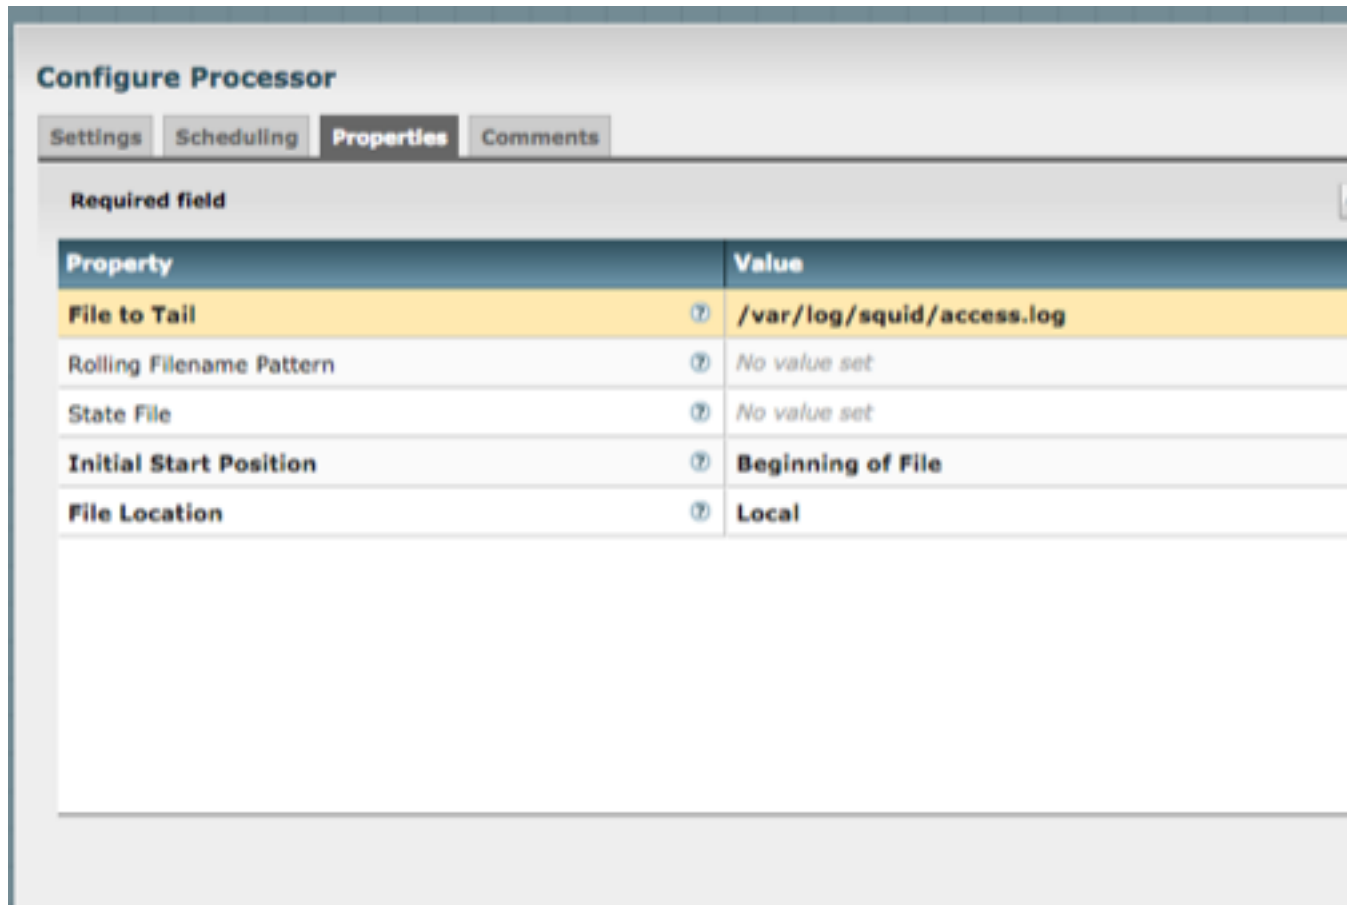 Configure Processor
Settings Scheduling Properties Comments
Required field
Property Value
File to Tail /var/log/squid/access.log
Rolling Filename Pattern No value set
State File No value set
Initial Start Position Beginning of File
File Location Local